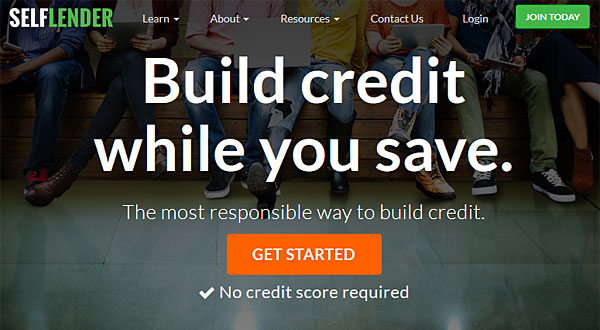 SELFLENDER
Learn
About
Resources
Contact Us
Login
JOIN TODAY
Build credit
while you save.
The most responsible way to build credit.
GET STARTED
No credit score required